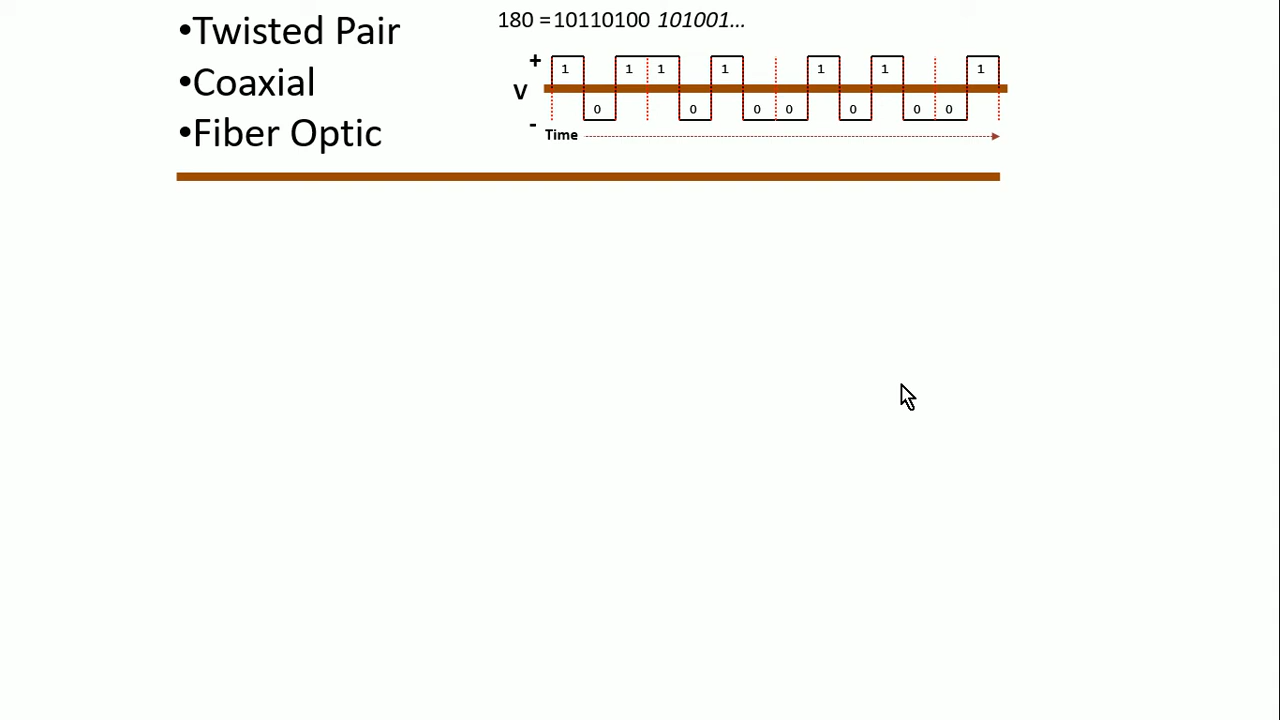 •Twisted Pair
•Coaxial
•Fiber Optic
180 =10110100 101001...
+
1 1 1 1 1 1 1
V
0 0 0 0 0 0 0
-
Time